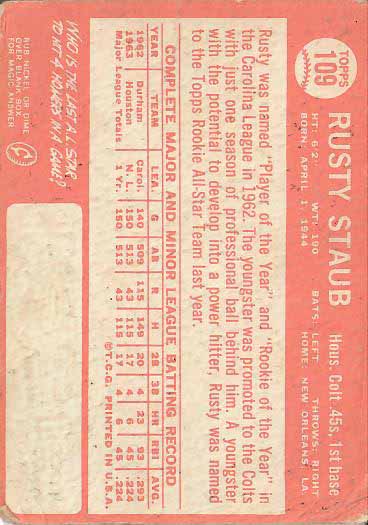 TOPPS
109
RUSTY STAUB
Hous. Colt .45s, 1st base
HT: 6'2" WT: 190 BATS: LEFT THROWS: RIGHT
BORN: APRIL 1, 1944 HOME: NEW ORLEANS, LA
Rusty was named "Player of the Year" and "Rookie of the Year" in
the Carolina League in 1962. The youngster was promoted to the Colts
with just one season of professional ball behind him. A youngster
with the potential to develop into a power hitter, Rusty was named
to the Topps Rookie All-Star Team last year.
COMPLETE MAJOR AND MINOR LEAGUE BATTING RECORD
YEAR TEAM LEA. G AB R H 2B 3B HR RBI AVG.
1962 Durham Carol. 140 509 115 149 20 4 23 93 .293
1963 Houston N.L. 150 513 43 115 17 4 6 45 .224
Major League Totals 1 Yr. 150 513 43 115 17 4 6 45 .224
©T.C.G. PRINTED IN U.S.A.
WHO IS THE LAST ALL STAR
TO HIT 4 HOMERS IN A GAME?
RUB NICKEL OR DIME
OVER BLANK BOX
FOR MAGIC ANSWER